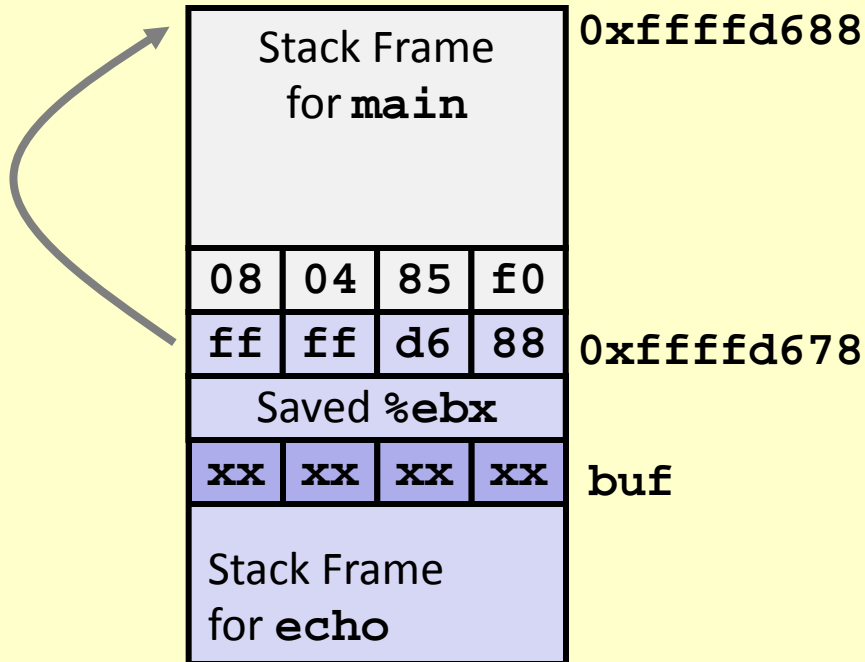 Stack Frame
for main
0xffffd688
08 04 85 f0
ff ff d6 88
0xffffd678
Saved %ebx
xx xx xx xx
buf
Stack Frame
for echo